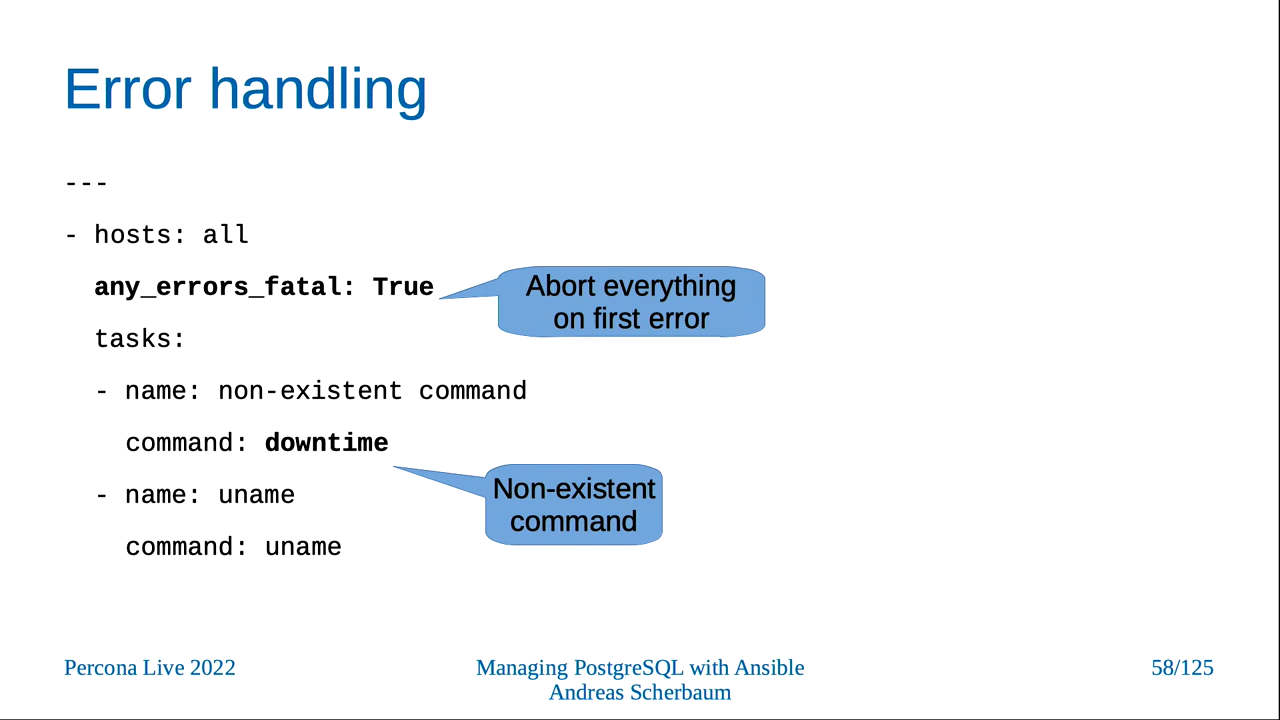 Error handling
---
- hosts: all
any_errors_fatal: True
Abort everything
on first error
tasks:
- name: non-existent command
command: downtime
Non-existent
command
- name: uname
command: uname
Percona Live 2022
Managing PostgreSQL with Ansible
Andreas Scherbaum
58/125